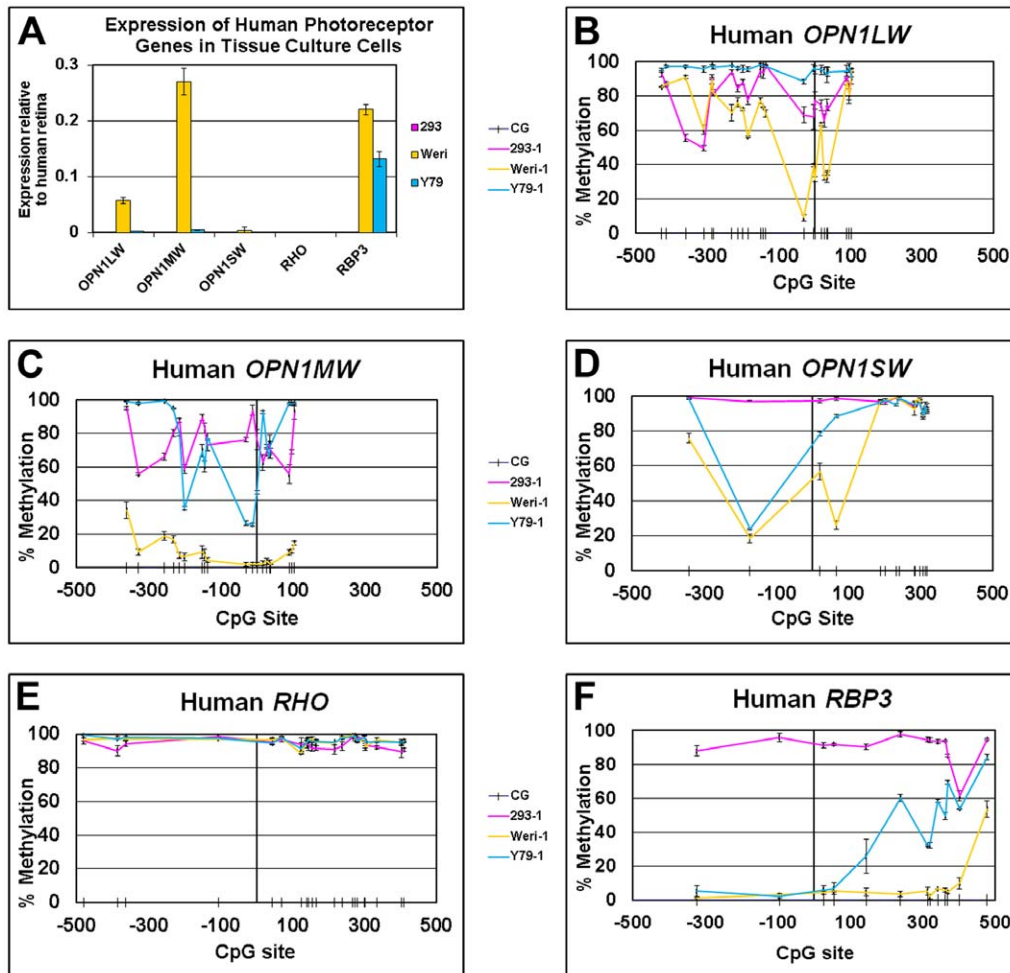 A
Expression of Human Photoreceptor
Genes in Tissue Culture Cells
Expression relative
to human retina
0.3
0.2
0.1
0
OPN1LW
OPN1MW
OPN1SW
RHO
RBP3
293
Weri
Y79
B
Human OPN1LW
% Methylation
100
80
60
40
20
0
-500
-300
-100
100
300
500
CpG Site
CG
293-1
Weri-1
Y79-1
C
Human OPN1MW
% Methylation
100
80
60
40
20
0
-500
-300
-100
100
300
500
CpG Site
D
Human OPN1SW
% Methylation
100
80
60
40
20
0
-500
-300
-100
100
300
500
CpG Site
CG
293-1
Weri-1
Y79-1
E
Human RHO
% Methylation
100
80
60
40
20
0
-500
-300
-100
100
300
500
CpG site
F
Human RBP3
% Methylation
100
80
60
40
20
0
-500
-300
-100
100
300
500
CpG site
CG
293-1
Weri-1
Y79-1